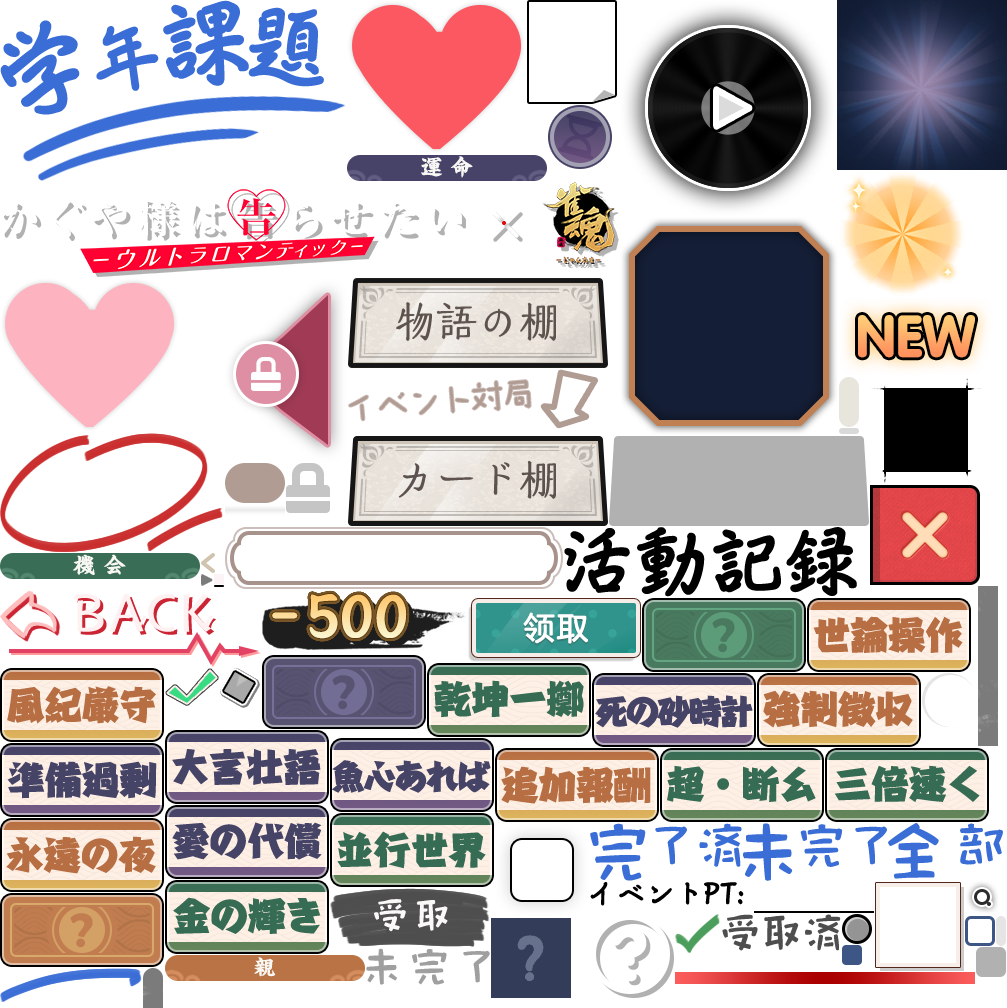 学年課題
運命
かぐや様は告らせたい ×
雀魂
ーウルトラロマンティックー
物語の棚
NEW
イベント対局
カード棚
機会
活動記録
BACK
-500
领取
?
世論操作
風紀厳守
?
乾坤一擲
死の砂時計
強制徴収
準備過剰
大言壮語
魚心あれば
追加報酬
超・断幺
三倍速く
永遠の夜
愛の代償
並行世界
完了済未完了全部
イベントPT:
?
金の輝き
受取
?
?
受取済
未完了
親